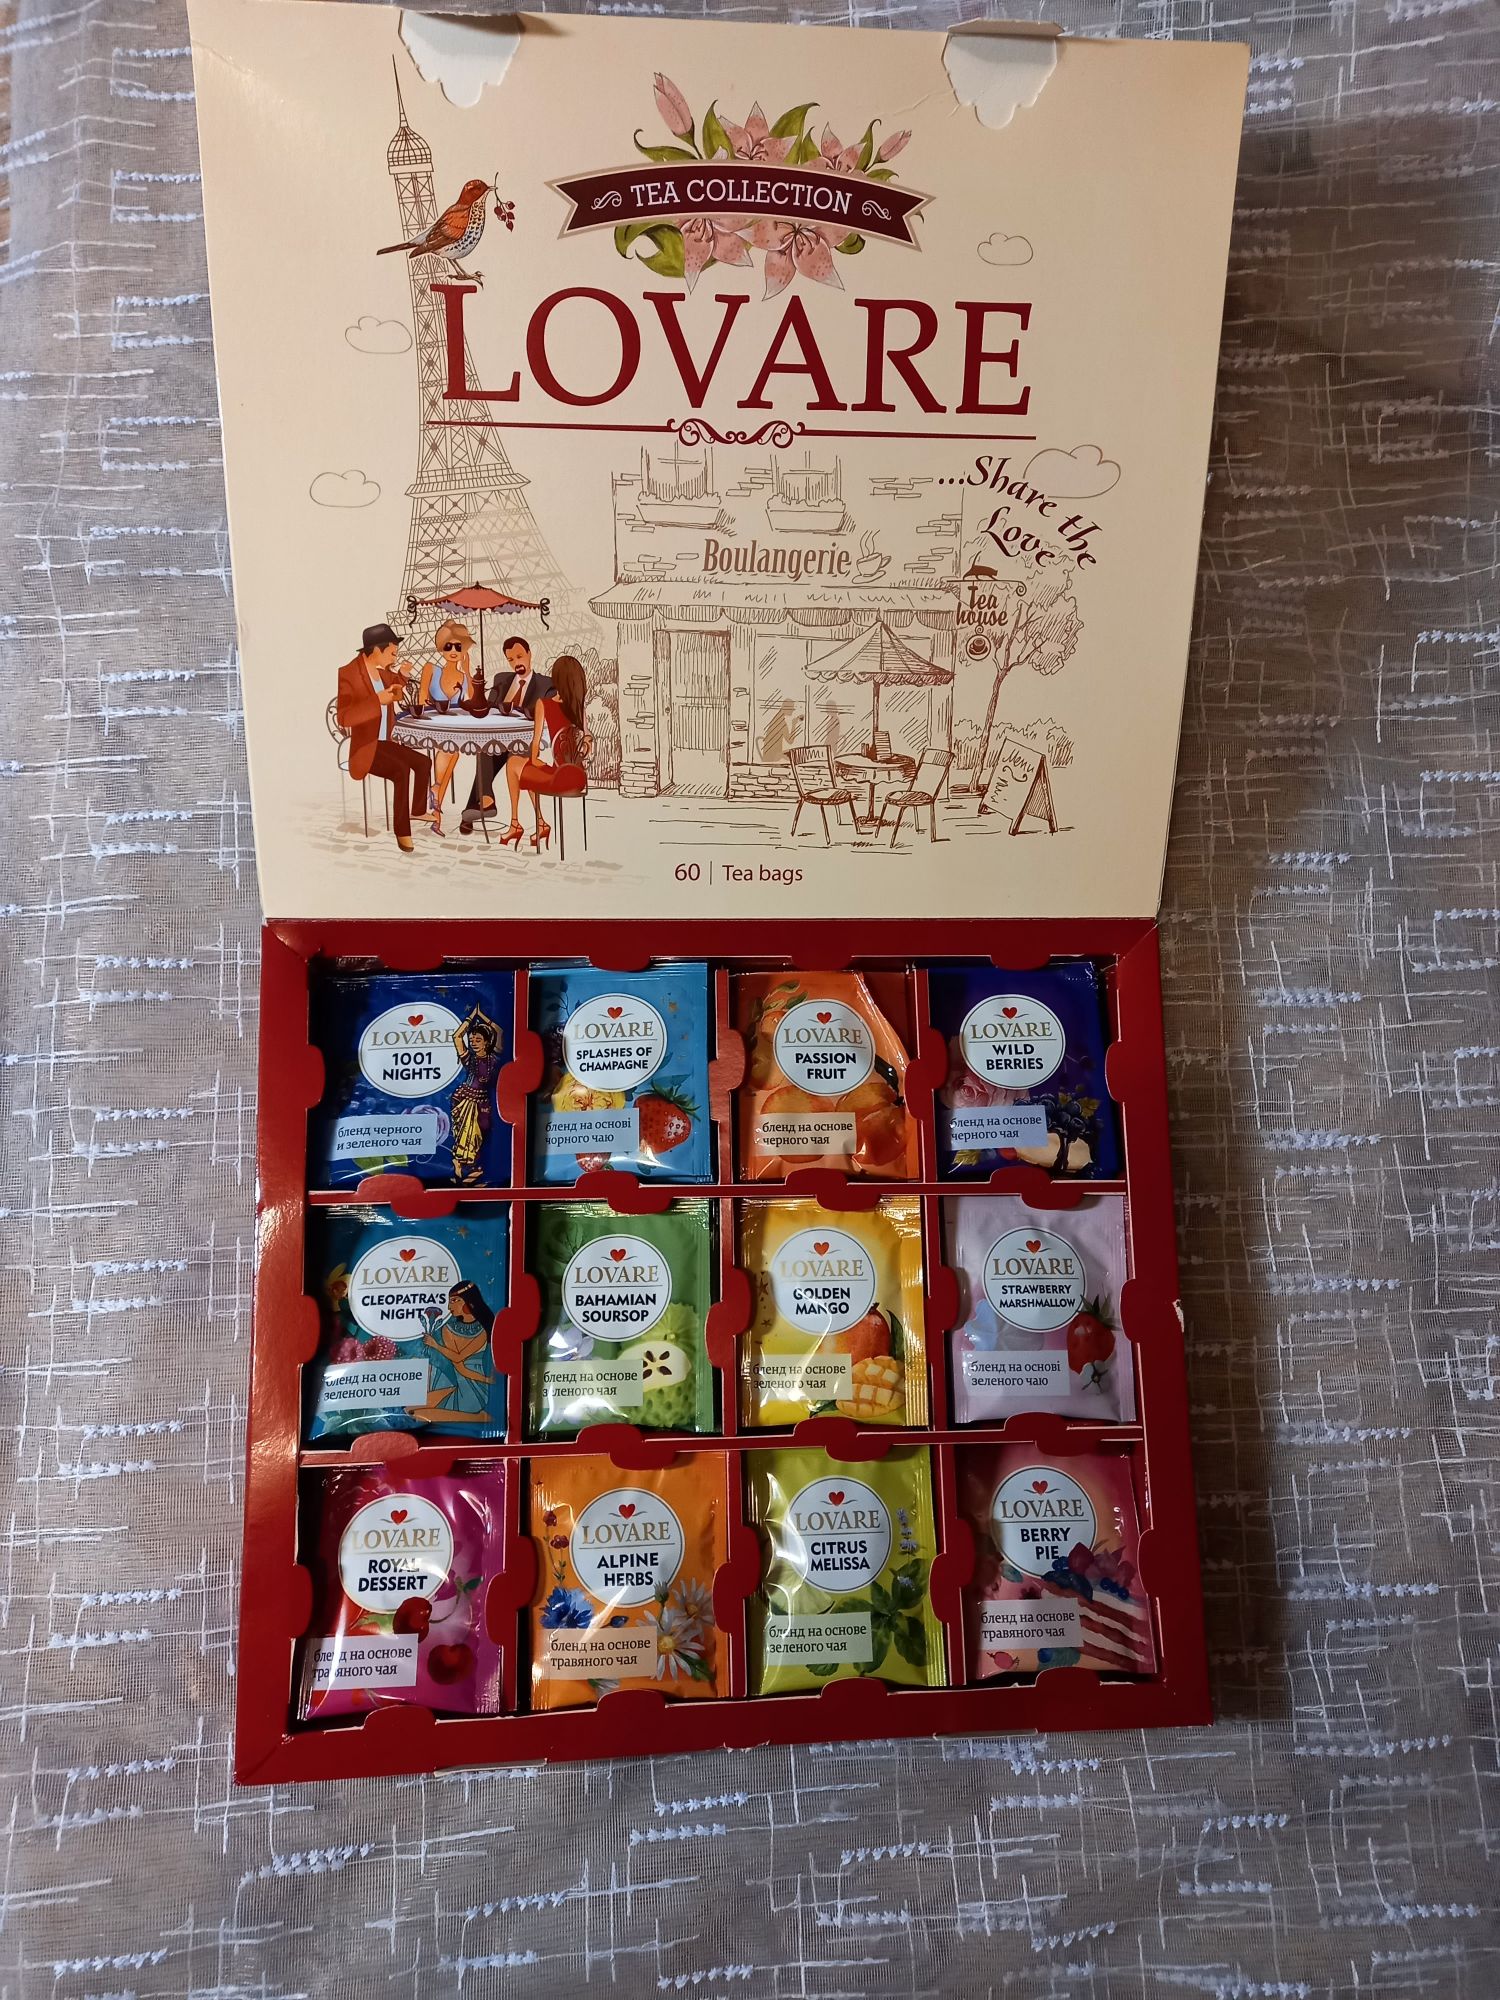 TEA COLLECTION
LOVARE
...Share the
Love
Boulangerie
Tea
house
Menu
60 | Tea bags
LOVARE
1001
NIGHTS
бленд черного
и зеленого чая
LOVARE
SPLASHES OF
CHAMPAGNE
бленд на основі
чорного чаю
LOVARE
PASSION
FRUIT
бленд на основе
черного чая
LOVARE
WILD
BERRIES
бленд на основе
черного чая
LOVARE
CLEOPATRA'S
NIGHT
бленд на основе
зеленого чая
LOVARE
BAHAMIAN
SOURSOP
бленд на основе
зеленого чая
LOVARE
GOLDEN
MANGO
бленд на основе
зеленого чая
LOVARE
STRAWBERRY
MARSHMALLOW
бленд на основі
зеленого чаю
LOVARE
ROYAL
DESSERT
бленд на основе
травяного чая
LOVARE
ALPINE
HERBS
бленд на основе
травяного чая
LOVARE
CITRUS
MELISSA
бленд на основе
зеленого чая
LOVARE
BERRY
PIE
бленд на основе
травяного чая